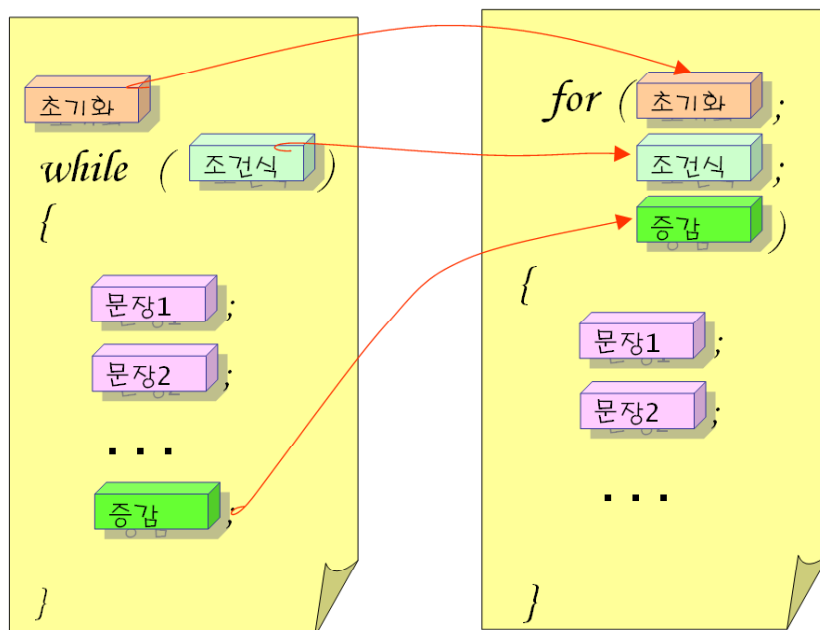 초기화
while ( 조건식 )
{
문장1 ;
문장2 ;
...
증감 ;
}
for ( 초기화 ;
조건식 ;
증감 )
{
문장1 ;
문장2 ;
...
}